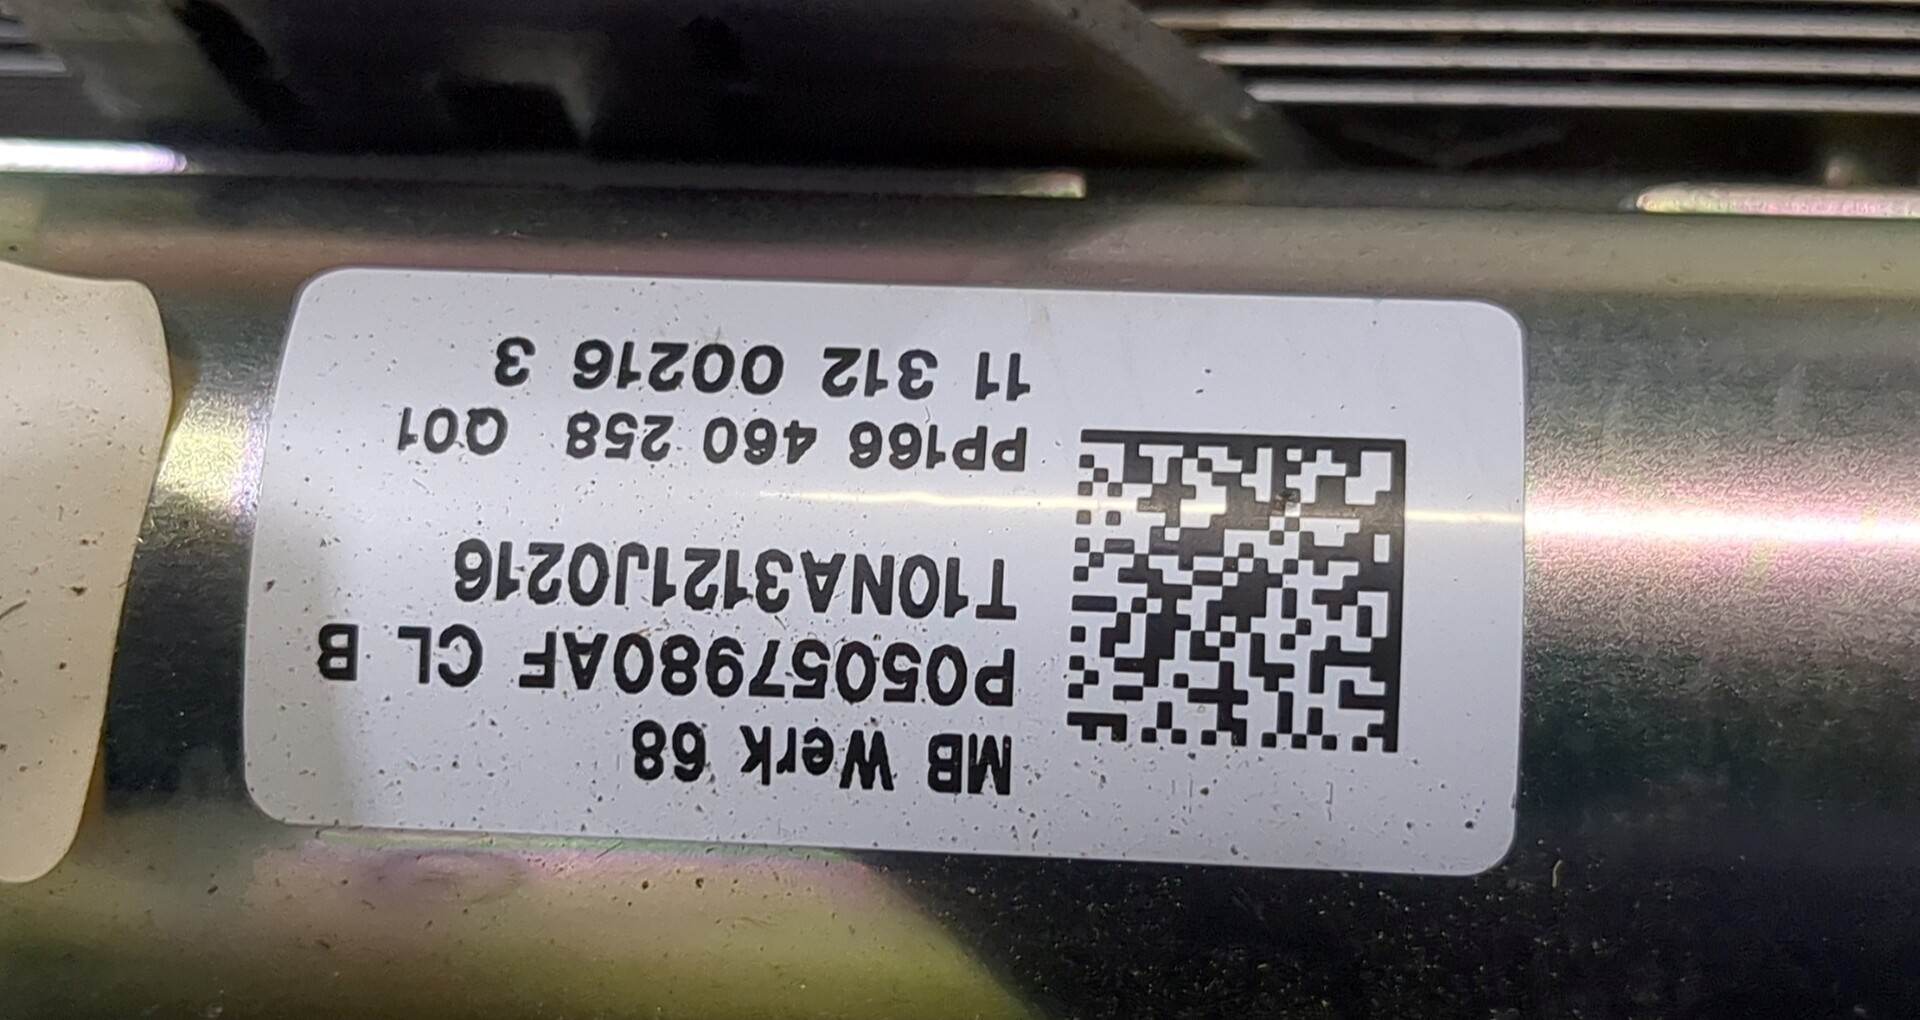 MB Werk 68
P05057980AF CL B
T10NA3121J0216
PP166 460 258 Q01
11 312 00216 3